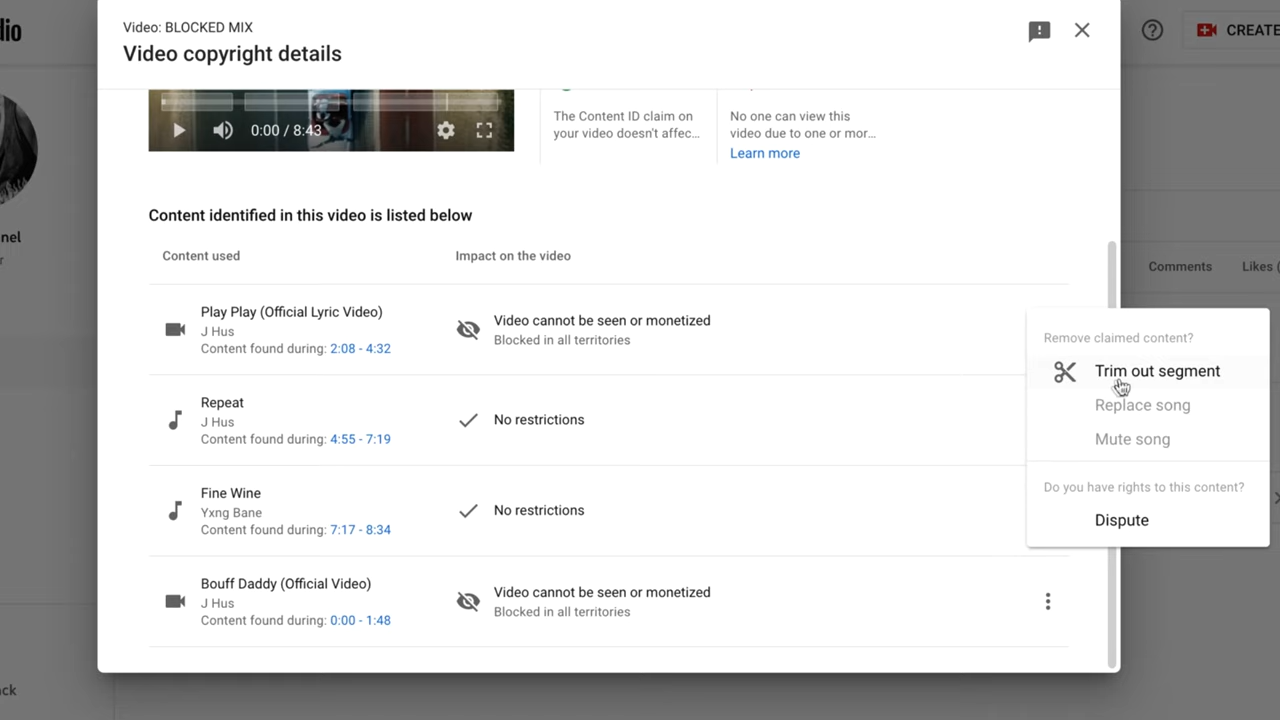 dio
Video: BLOCKED MIX
Video copyright details
CREATE
0:00 / 8:43
The Content ID claim on
your video doesn't affec...
No one can view this
video due to one or mor...
Learn more
nel
r
Content identified in this video is listed below
Content used
Impact on the video
Comments
Likes (
Play Play (Official Lyric Video)
J Hus
Content found during: 2:08 - 4:32
Video cannot be seen or monetized
Blocked in all territories
Repeat
J Hus
Content found during: 4:55 - 7:19
No restrictions
Fine Wine
Yxng Bane
Content found during: 7:17 - 8:34
No restrictions
Bouff Daddy (Official Video)
J Hus
Content found during: 0:00 - 1:48
Video cannot be seen or monetized
Blocked in all territories
Remove claimed content?
Trim out segment
Replace song
Mute song
Do you have rights to this content?
Dispute
ack